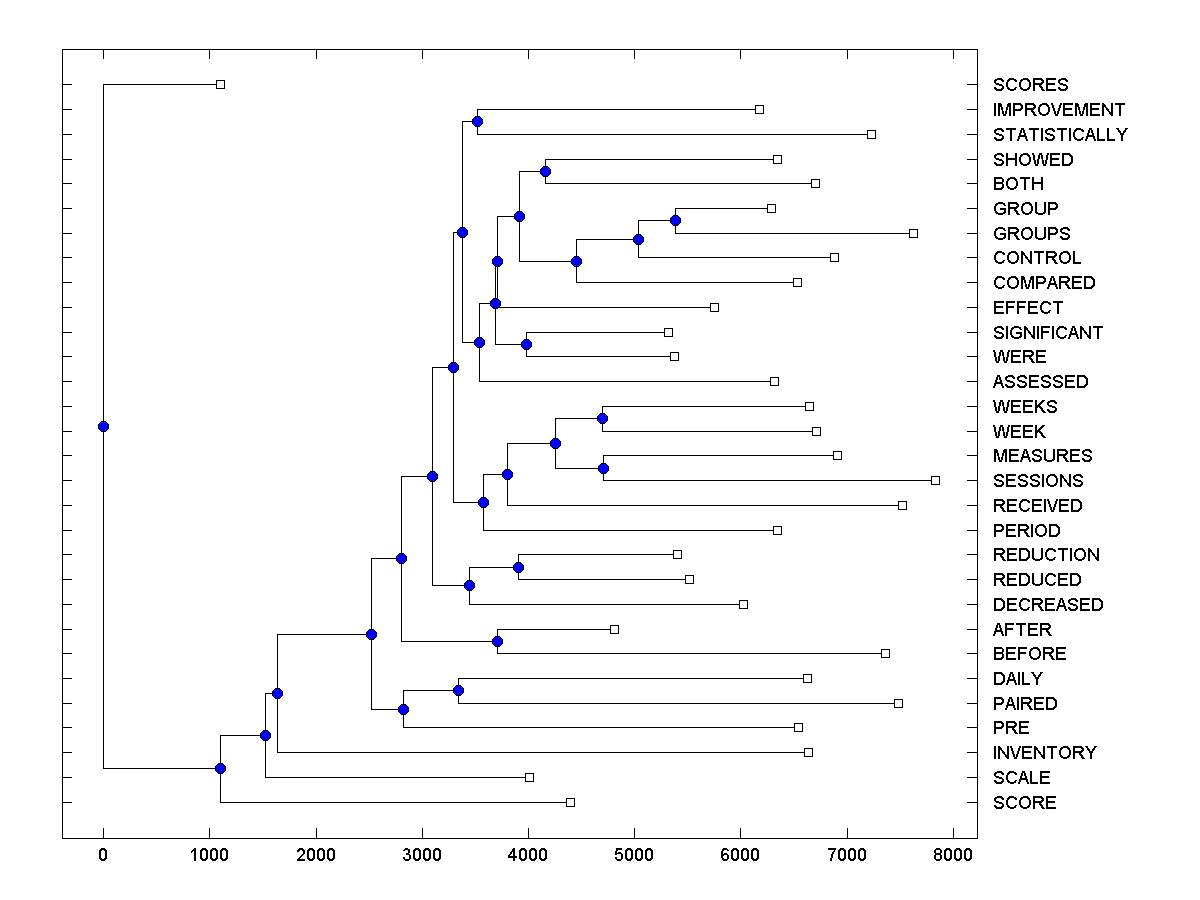 SCORES
IMPROVEMENT
STATISTICALLY
SHOWED
BOTH
GROUP
GROUPS
CONTROL
COMPARED
EFFECT
SIGNIFICANT
WERE
ASSESSED
WEEKS
WEEK
MEASURES
SESSIONS
RECEIVED
PERIOD
REDUCTION
REDUCED
DECREASED
AFTER
BEFORE
DAILY
PAIRED
PRE
INVENTORY
SCALE
SCORE
0 1000 2000 3000 4000 5000 6000 7000 8000